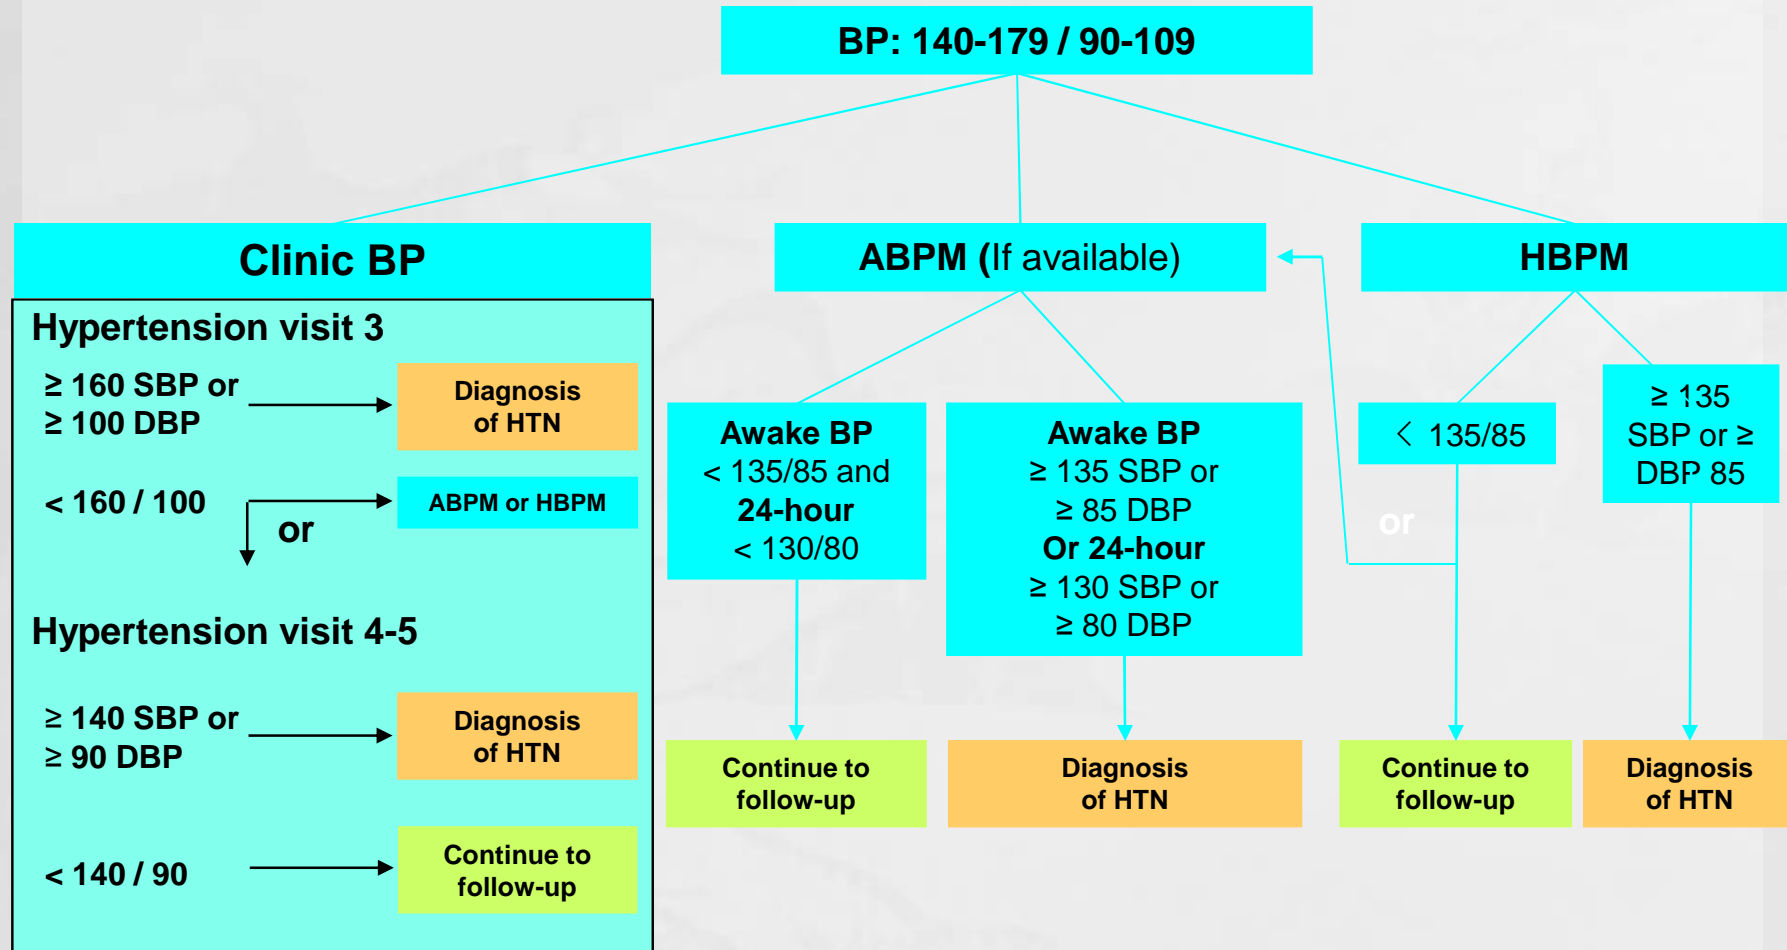 BP: 140-179 / 90-109
Clinic BP
Hypertension visit 3
≥ 160 SBP or
≥ 100 DBP
Diagnosis
of HTN
< 160 / 100
ABPM or HBPM
or
Hypertension visit 4-5
≥ 140 SBP or
≥ 90 DBP
Diagnosis
of HTN
< 140 / 90
Continue to
follow-up
ABPM (If available)
Awake BP
< 135/85 and
24-hour
< 130/80
Continue to
follow-up
Awake BP
≥ 135 SBP or
≥ 85 DBP
Or 24-hour
≥ 130 SBP or
≥ 80 DBP
Diagnosis
of HTN
HBPM
< 135/85
or
Continue to
follow-up
≥ 135
SBP or ≥
DBP 85
Diagnosis
of HTN